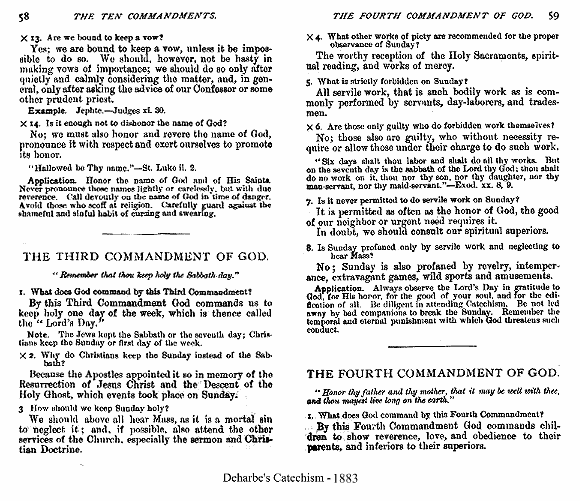 58 THE TEN COMMANDMENTS.
X 13. Are we bound to keep a vow?
Yes; we are bound to keep a vow, unless it be impos-
sible to do so. We should, however, not be hasty in
making vows of importance; we should do so only after
quietly and calmly considering the matter, and, in gen-
eral, only after asking the advice of our Confessor or some
other prudent priest.
Example. Jephte.—Judges xi. 30.
X 14. Is it enough not to dishonor the name of God?
No; we must also honor and revere the name of God,
pronounce it with respect and exert ourselves to promote
its honor.
"Hallowed be Thy name."—St. Luke ii. 2.
Application. Honor the name of God and of His Saints.
Never pronounce those names lightly or carelessly, but with due
reverence. Call devoutly on the name of God in time of danger.
Avoid those who scoff at religion. Carefully guard against the
shameful and sinful habit of cursing and swearing.
THE THIRD COMMANDMENT OF GOD.
"Remember that thou keep holy the Sabbath-day."
1. What does God command by this Third Commandment?
By this Third Commandment God commands us to
keep holy one day of the week, which is thence called
the "Lord's Day."
Note. The Jews kept the Sabbath or the seventh day; Chris-
tians keep the Sunday or first day of the week.
X 2. Why do Christians keep the Sunday instead of the Sab-
bath?
Because the Apostles appointed it so in memory of the
Resurrection of Jesus Christ and the Descent of the
Holy Ghost, which events took place on Sunday.
3 How should we keep Sunday holy?
We should above all hear Mass, as it is a mortal sin
to neglect it; and, if possible, also attend the other
services of the Church, especially the sermon and Chris-
tian Doctrine.
THE FOURTH COMMANDMENT OF GOD. 59
X 4. What other works of piety are recommended for the proper
observance of Sunday?
The worthy reception of the Holy Sacraments, spirit-
ual reading, and works of mercy.
5. What is strictly forbidden on Sunday?
All servile work, that is such bodily work as is com-
monly performed by servants, day-laborers, and trades-
men.
X 6. Are those only guilty who do forbidden work themselves?
No; those also are guilty, who without necessity re-
quire or allow those under their charge to do such work.
"Six days shalt thou labor and shalt do all thy works. But
on the seventh day is the sabbath of the Lord thy God; thou shalt
do no work on it, thou nor thy son, nor thy daughter, nor thy
man-servant, nor thy maid-servant."—Exod. xx. 8, 9.
7. Is it never permitted to do servile work on Sunday?
It is permitted as often as the honor of God, the good
of our neighbor or urgent need requires it.
In doubt, we should consult our spiritual superiors.
8. Is Sunday profaned only by servile work and neglecting to
hear Mass?
No; Sunday is also profaned by revelry, intemper-
ance, extravagant games, wild sports and amusements.
Application. Always observe the Lord's Day in gratitude to
God, for His honor, for the good of your soul, and for the edi-
fication of all. Be diligent in attending Catechism. Be not led
away by bad companions to break the Sunday. Remember the
temporal and eternal punishment with which God threatens such
conduct.
THE FOURTH COMMANDMENT OF GOD.
"Honor thy father and thy mother, that it may be well with thee,
and thou mayest live long on the earth."
1. What does God command by this Fourth Commandment?
By this Fourth Commandment God commands chil-
dren to show reverence, love, and obedience to their
parents, and inferiors to their superiors.
Deharbe's Catechism - 1883